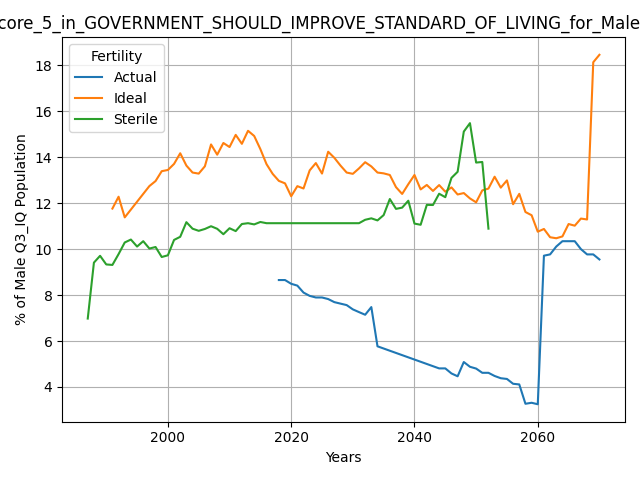 core_5_in_GOVERNMENT_SHOULD_IMPROVE_STANDARD_OF_LIVING_for_Male
Fertility
Actual
Ideal
Sterile
% of Male Q3_IQ Population
18
16
14
12
10
8
6
4
2000
2020
2040
2060
Years